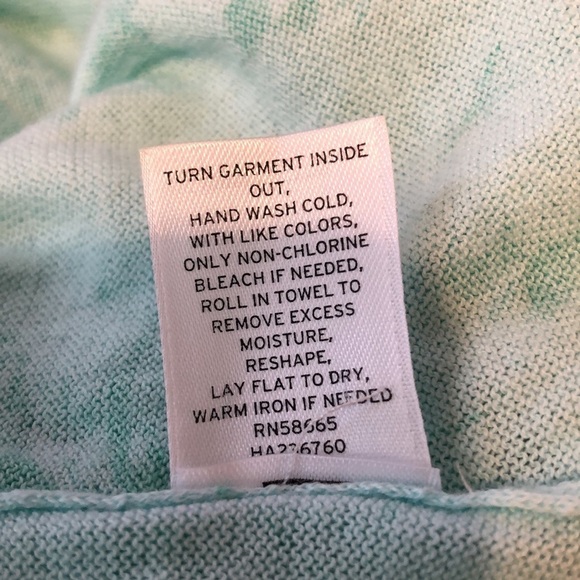 TURN GARMENT INSIDE
OUT,
HAND WASH COLD,
WITH LIKE COLORS,
ONLY NON-CHLORINE
BLEACH IF NEEDED,
ROLL IN TOWEL TO
REMOVE EXCESS
MOISTURE,
RESHAPE,
LAY FLAT TO DRY,
WARM IRON IF NEEDED
RN58665